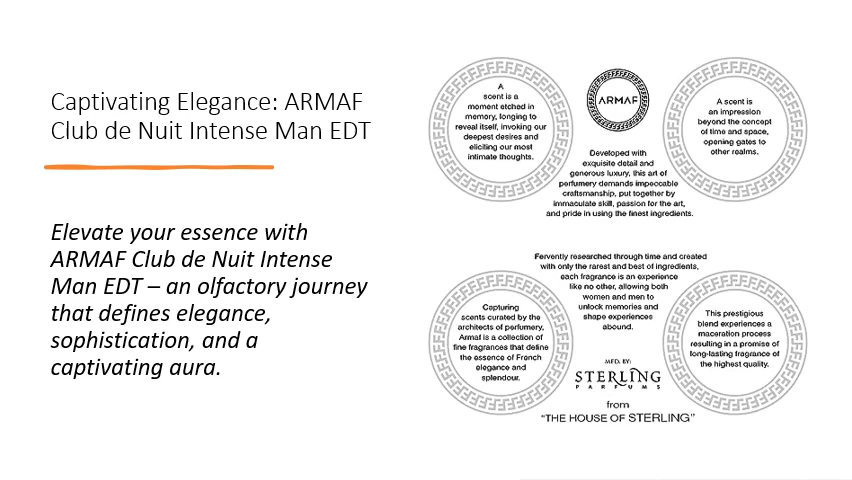 Captivating Elegance: ARMAF
Club de Nuit Intense Man EDT
Elevate your essence with
ARMAF Club de Nuit Intense
Man EDT – an olfactory journey
that defines elegance,
sophistication, and a
captivating aura.
A
scent is a
moment etched in
memory, longing to
reveal itself, invoking our
deepest desires and
eliciting our most
intimate thoughts.
ARMAF
Developed with
exquisite detail and
generous luxury, this art of
perfumery demands impeccable
craftsmanship, put together by
immaculate skill, passion for the art,
and pride in using the finest ingredients.
A scent is
an impression
beyond the concept
of time and space,
opening gates to
other realms.
Fervently researched through time and created
with only the rarest and best of ingredients,
each fragrance is an experience
like no other, allowing both
women and men to
unlock memories and
shape experiences
abound.
Capturing
scents curated by the
architects of perfumery,
Armaf is a collection of
fine fragrances that define
the essence of French
elegance and
splendour.
MFD. BY:
STERLING
PARFUMS
from
“THE HOUSE OF STERLING”
This prestigious
blend experiences a
maceration process
resulting in a promise of
long-lasting fragrance of
the highest quality.